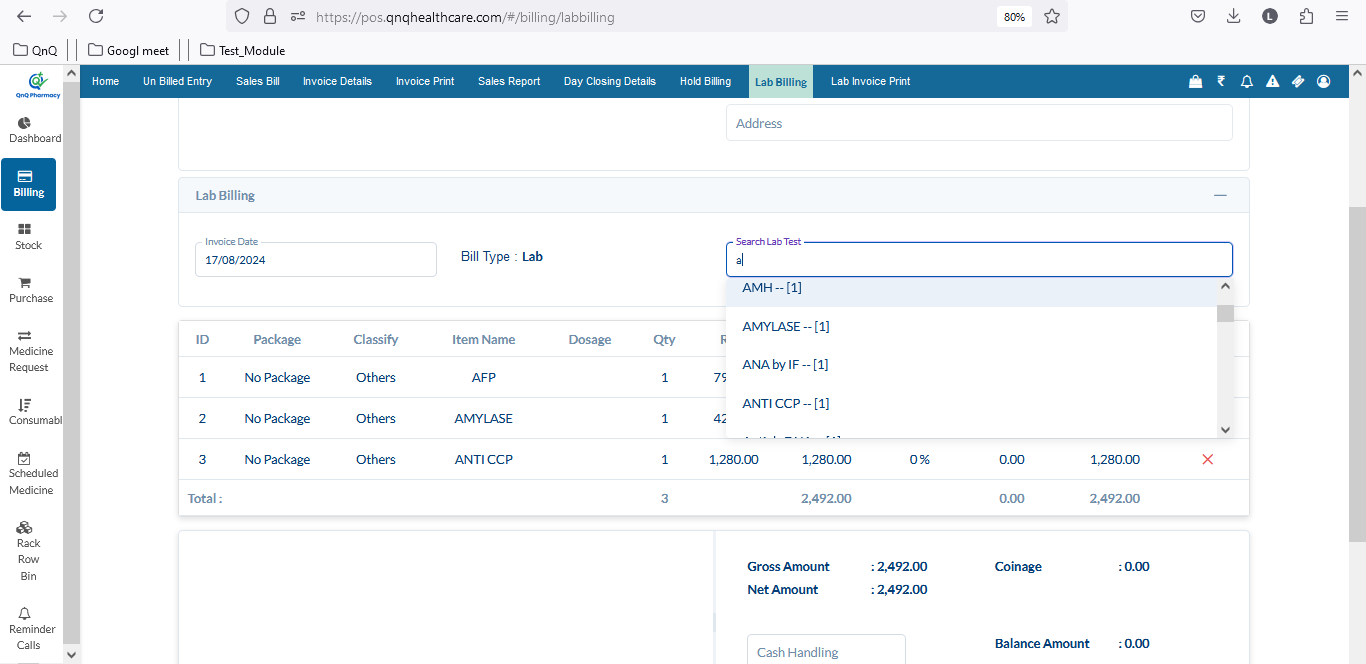 https://pos.qnqhealthcare.com/#/billing/labbilling
80%
L
QnQ
Googl meet
Test_Module
QnQ Pharmacy
Home
Un Billed Entry
Sales Bill
Invoice Details
Invoice Print
Sales Report
Day Closing Details
Hold Billing
Lab Billing
Lab Invoice Print
Dashboard
Billing
Stock
Purchase
Medicine
Request
Consumabl
Scheduled
Medicine
Rack
Row
Bin
Reminder
Calls
Address
Lab Billing
Invoice Date
17/08/2024
Bill Type : Lab
Search Lab Test
a
AMH -- [1]
AMYLASE -- [1]
ANA by IF -- [1]
ANTI CCP -- [1]
ID Package Classify Item Name Dosage Qty
1 No Package Others AFP 1 79
2 No Package Others AMYLASE 1 42
3 No Package Others ANTI CCP 1 1,280.00 1,280.00 0 % 0.00 1,280.00
Total : 3 2,492.00 0.00 2,492.00
Gross Amount : 2,492.00 Coinage : 0.00
Net Amount : 2,492.00
Balance Amount : 0.00
Cash Handling